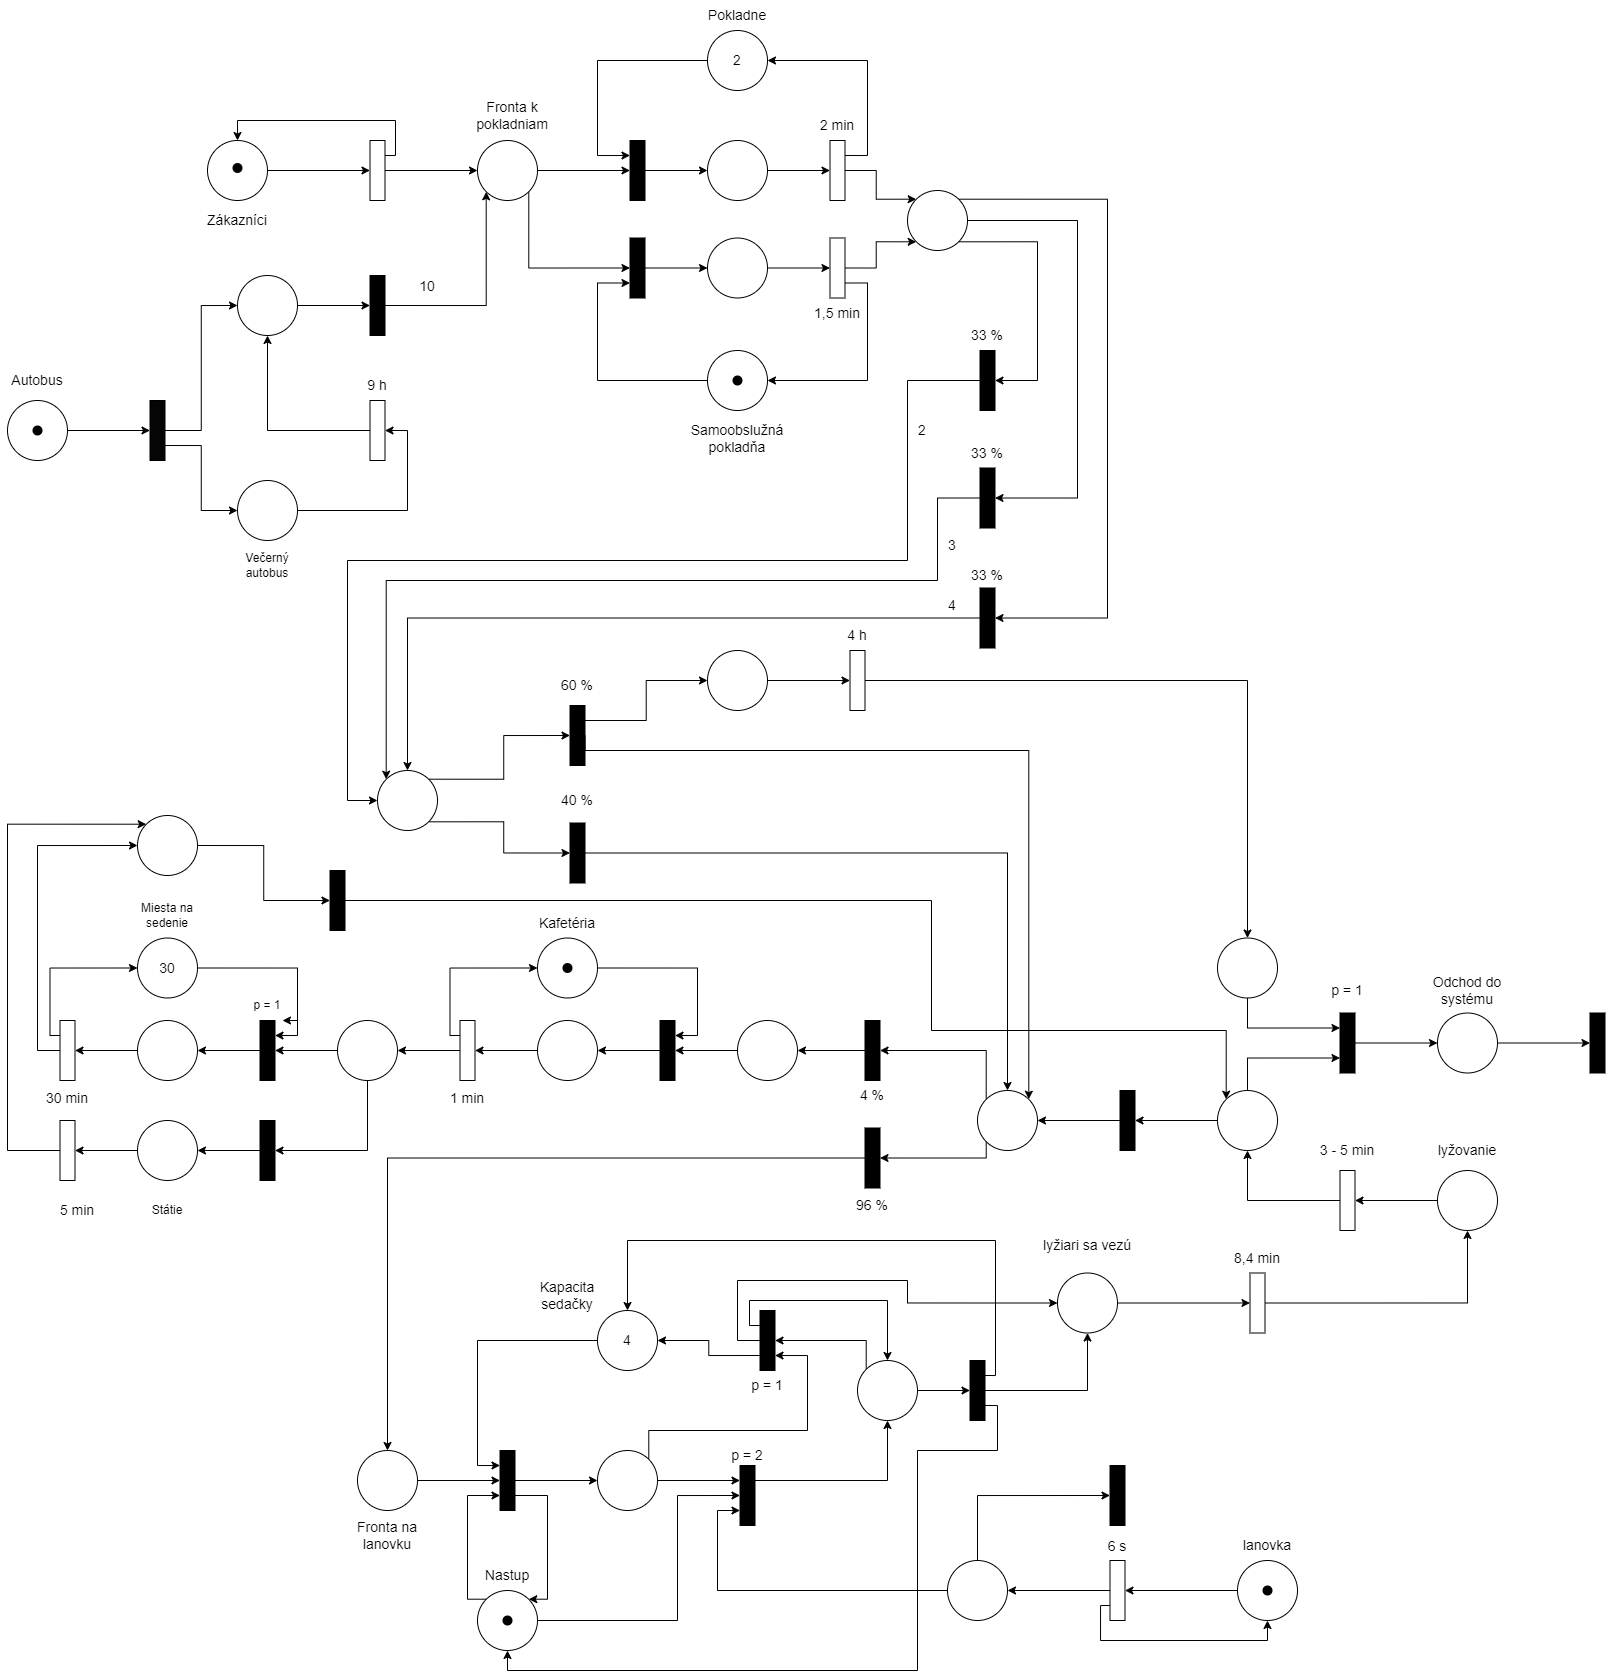 Pokladne
2
Fronta k
pokladniam
2 min
Zákazníci
10
1,5 min
33 %
Autobus
9 h
Samoobslužná
pokladňa
2
33 %
3
Večerný
autobus
33 %
4
4 h
60 %
40 %
Miesta na
sedenie
Kafetéria
30
p = 1
p = 1
Odchod do
systému
30 min
1 min
4 %
3 - 5 min
lyžovanie
5 min
Státie
96 %
lyžiari sa vezú
8,4 min
Kapacita
sedačky
4
p = 1
p = 2
Fronta na
lanovku
6 s
lanovka
Nastup